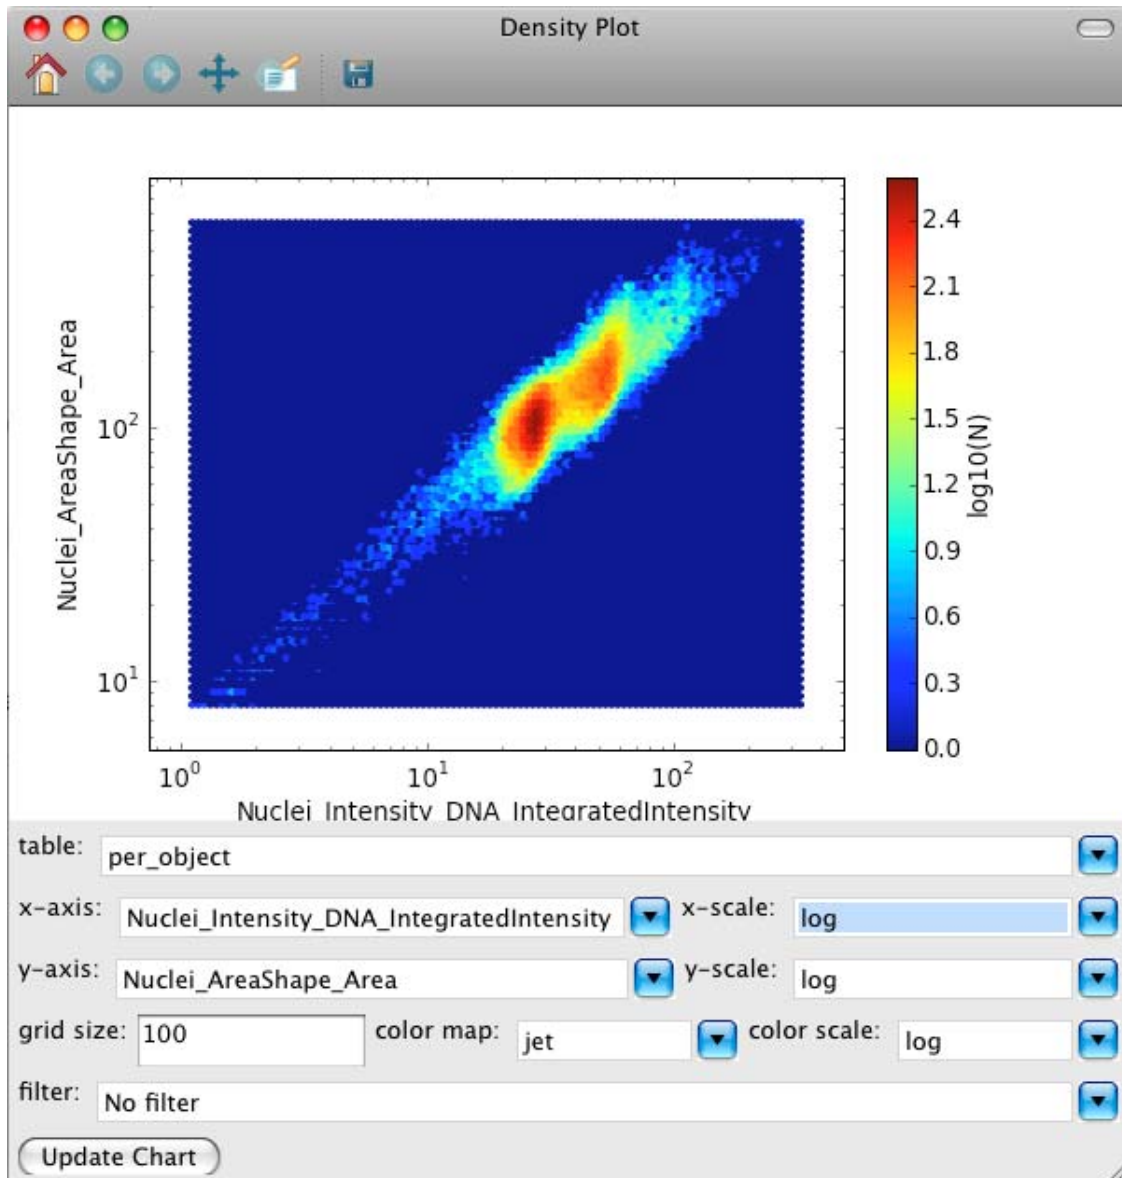 Density Plot
Nuclei_AreaShape_Area
10²
10¹
10⁰ 10¹ 10²
Nuclei_Intensity_DNA_IntegratedIntensity
2.4
2.1
1.8
1.5
1.2
0.9
0.6
0.3
0.0
log10(N)
table: per_object
x-axis: Nuclei_Intensity_DNA_IntegratedIntensity x-scale: log
y-axis: Nuclei_AreaShape_Area y-scale: log
grid size: 100 color map: jet color scale: log
filter: No filter
Update Chart